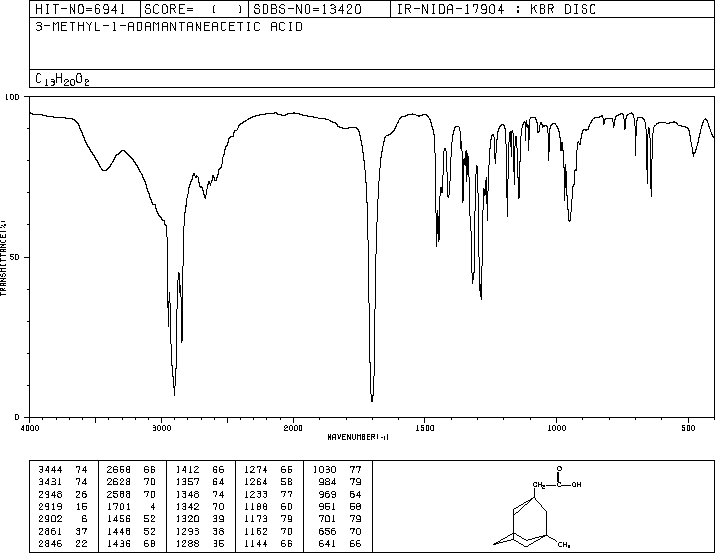 HIT-NO=6941 SCORE= ( ) SDBS-NO=13420 IR-NIDA-17904 : KBR DISC
3-METHYL-1-ADAMANTANEACETIC ACID
C13H20O2
100
50
0
TRANSMITTANCE(%)
4000 3000 2000 1500 1000 500
WAVENUMBER(-1)
3444 74 2668 66 1412 66 1274 66 1030 77
3431 74 2628 70 1357 64 1264 58 984 79
2948 26 2588 70 1348 74 1233 77 969 64
2919 15 1701 4 1342 70 1188 60 951 58
2902 6 1456 52 1320 39 1173 79 701 79
2861 37 1448 52 1293 38 1162 70 656 70
2846 22 1436 68 1288 35 1144 66 641 66
O
CH2 C OH
CH3